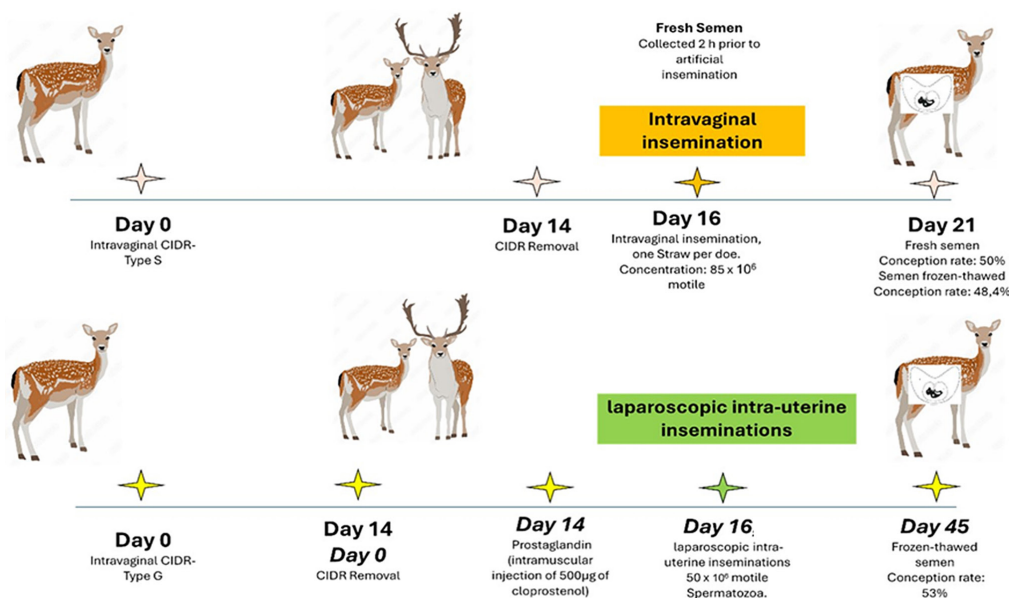 Fresh Semen
Collected 2 h prior to
artificial
insemination
Intravaginal
insemination
Day 0
Intravaginal CIDR-
Type S
Day 14
CIDR Removal
Day 16
Intravaginal insemination,
one Straw per doe.
Concentration: 85 x 10⁶
motile
Day 21
Fresh semen
Conception rate: 50%
Semen frozen-thawed
Conception rate: 48,4%
laparoscopic intra-uterine
inseminations
Day 0
Intravaginal CIDR-
Type G
Day 14
Day 0
CIDR Removal
Day 14
Prostaglandin
(intramuscular
injection of 500µg of
cloprostenol)
Day 16.
laparoscopic intra-
uterine inseminations
50 x 10⁶ motile
Spermatozoa.
Day 45
Frozen-thawed
semen
Conception rate:
53%